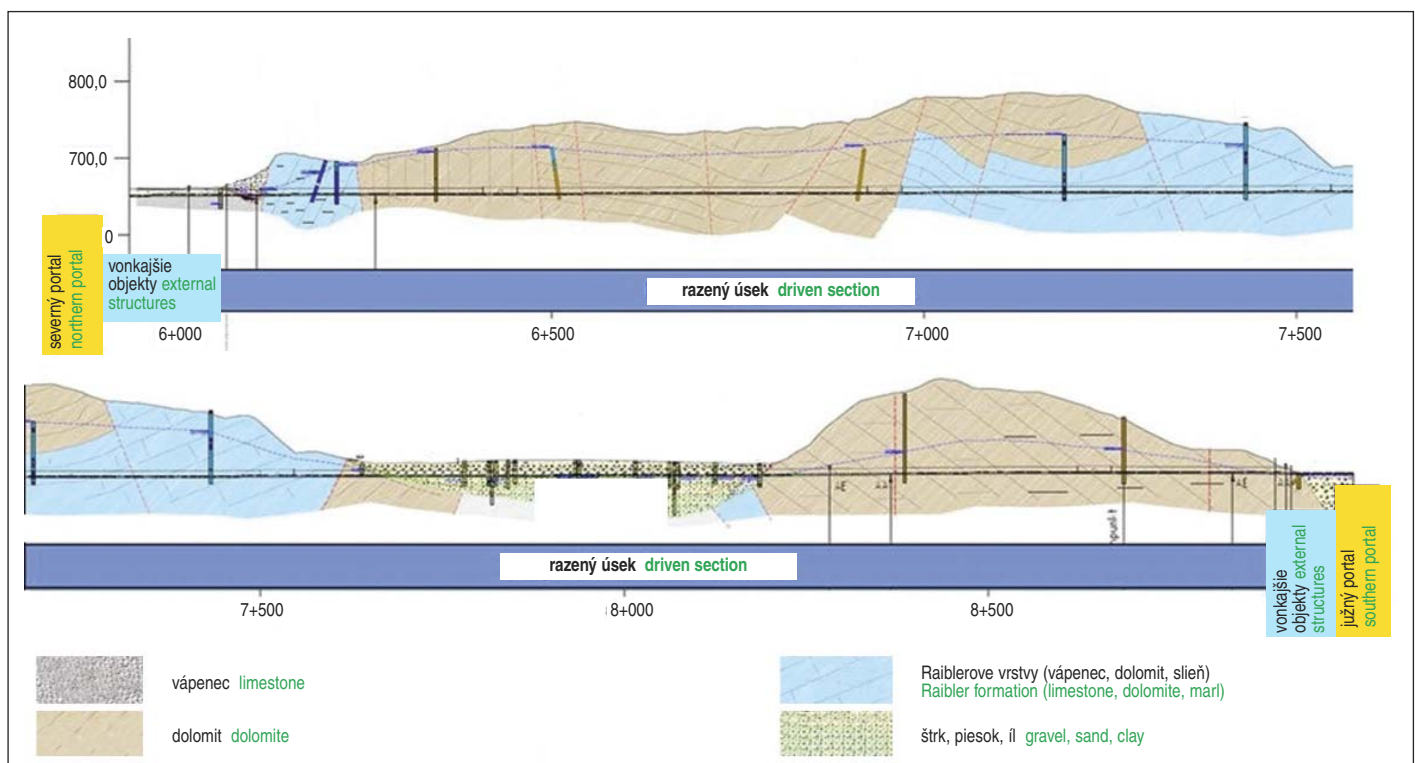 800,0
700,0
0
severný portal
northern portal
vonkajšie
objekty external
structures
razený úsek driven section
6+000
6+500
7+000
7+500
razený úsek driven section
7+500
8+000
8+500
vonkajšie
objekty external
structures
južný portal
southern portal
vápenec limestone
dolomit dolomite
Raiblerove vrstvy (vápenec, dolomit, slieň)
Raibler formation (limestone, dolomite, marl)
štrk, piesok, íl gravel, sand, clay